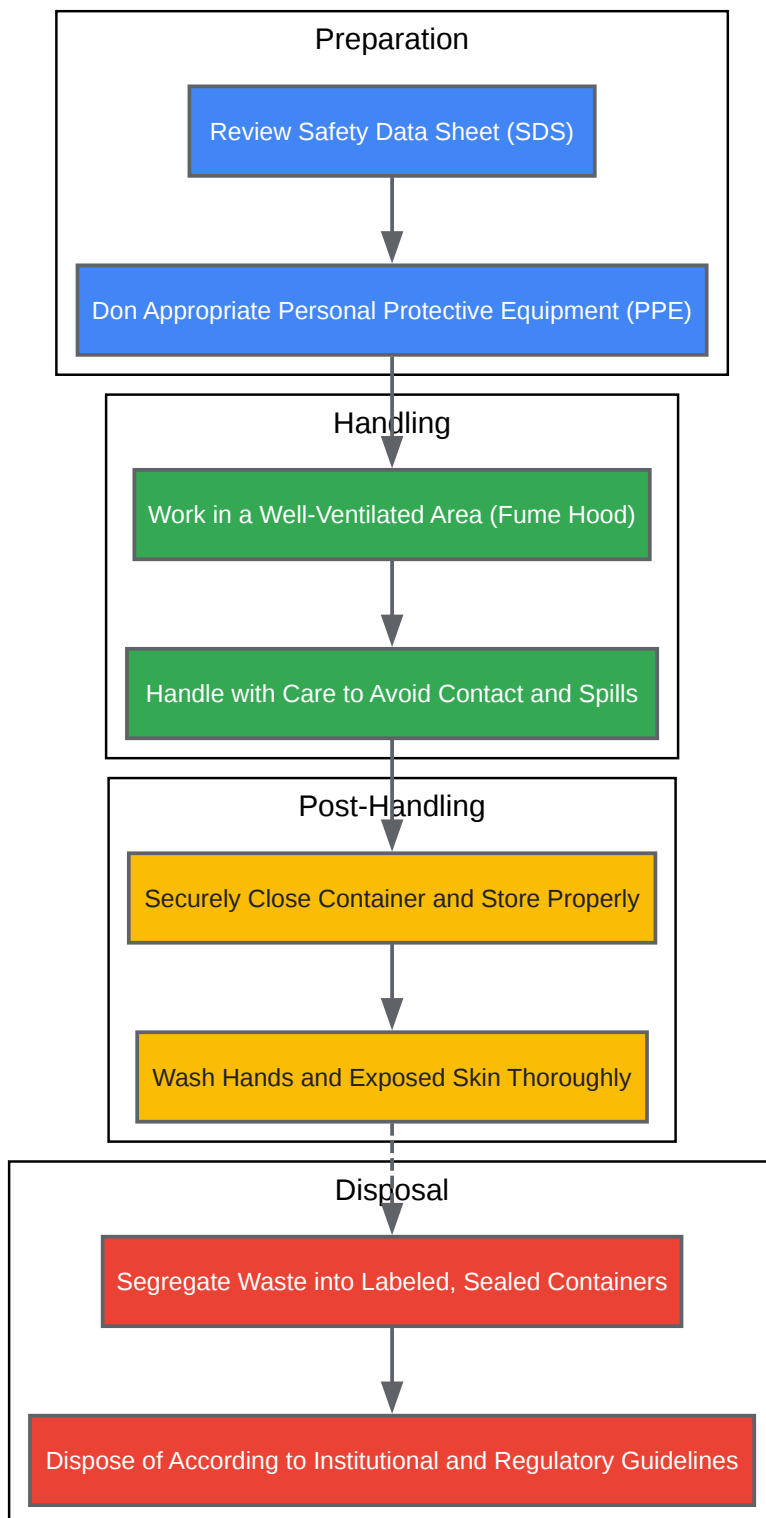 Preparation
Review Safety Data Sheet (SDS)
Don Appropriate Personal Protective Equipment (PPE)
Handling
Work in a Well-Ventilated Area (Fume Hood)
Handle with Care to Avoid Contact and Spills
Post-Handling
Securely Close Container and Store Properly
Wash Hands and Exposed Skin Thoroughly
Disposal
Segregate Waste into Labeled, Sealed Containers
Dispose of According to Institutional and Regulatory Guidelines